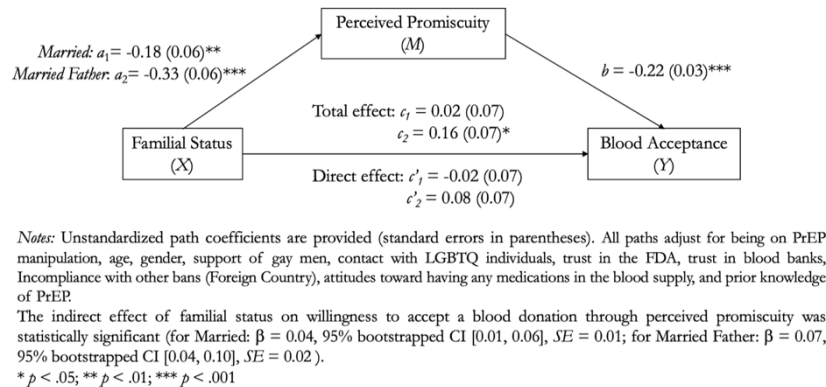 Perceived Promiscuity
(M)
Married: a₁= -0.18 (0.06)**
Married Father: a₂= -0.33 (0.06)***
b = -0.22 (0.03)***
Total effect: c₁ = 0.02 (0.07)
c₂ = 0.16 (0.07)*
Familial Status
(X)
Blood Acceptance
(Y)
Direct effect: c'₁ = -0.02 (0.07)
c'₂ = 0.08 (0.07)
Notes: Unstandardized path coefficients are provided (standard errors in parentheses). All paths adjust for being on PrEP
manipulation, age, gender, support of gay men, contact with LGBTQ individuals, trust in the FDA, trust in blood banks,
Incompliance with other bans (Foreign Country), attitudes toward having any medications in the blood supply, and prior knowledge
of PrEP.
The indirect effect of familial status on willingness to accept a blood donation through perceived promiscuity was
statistically significant (for Married: β = 0.04, 95% bootstrapped CI [0.01, 0.06], SE = 0.01; for Married Father: β = 0.07,
95% bootstrapped CI [0.04, 0.10], SE = 0.02 ).
* p < .05; ** p < .01; *** p < .001